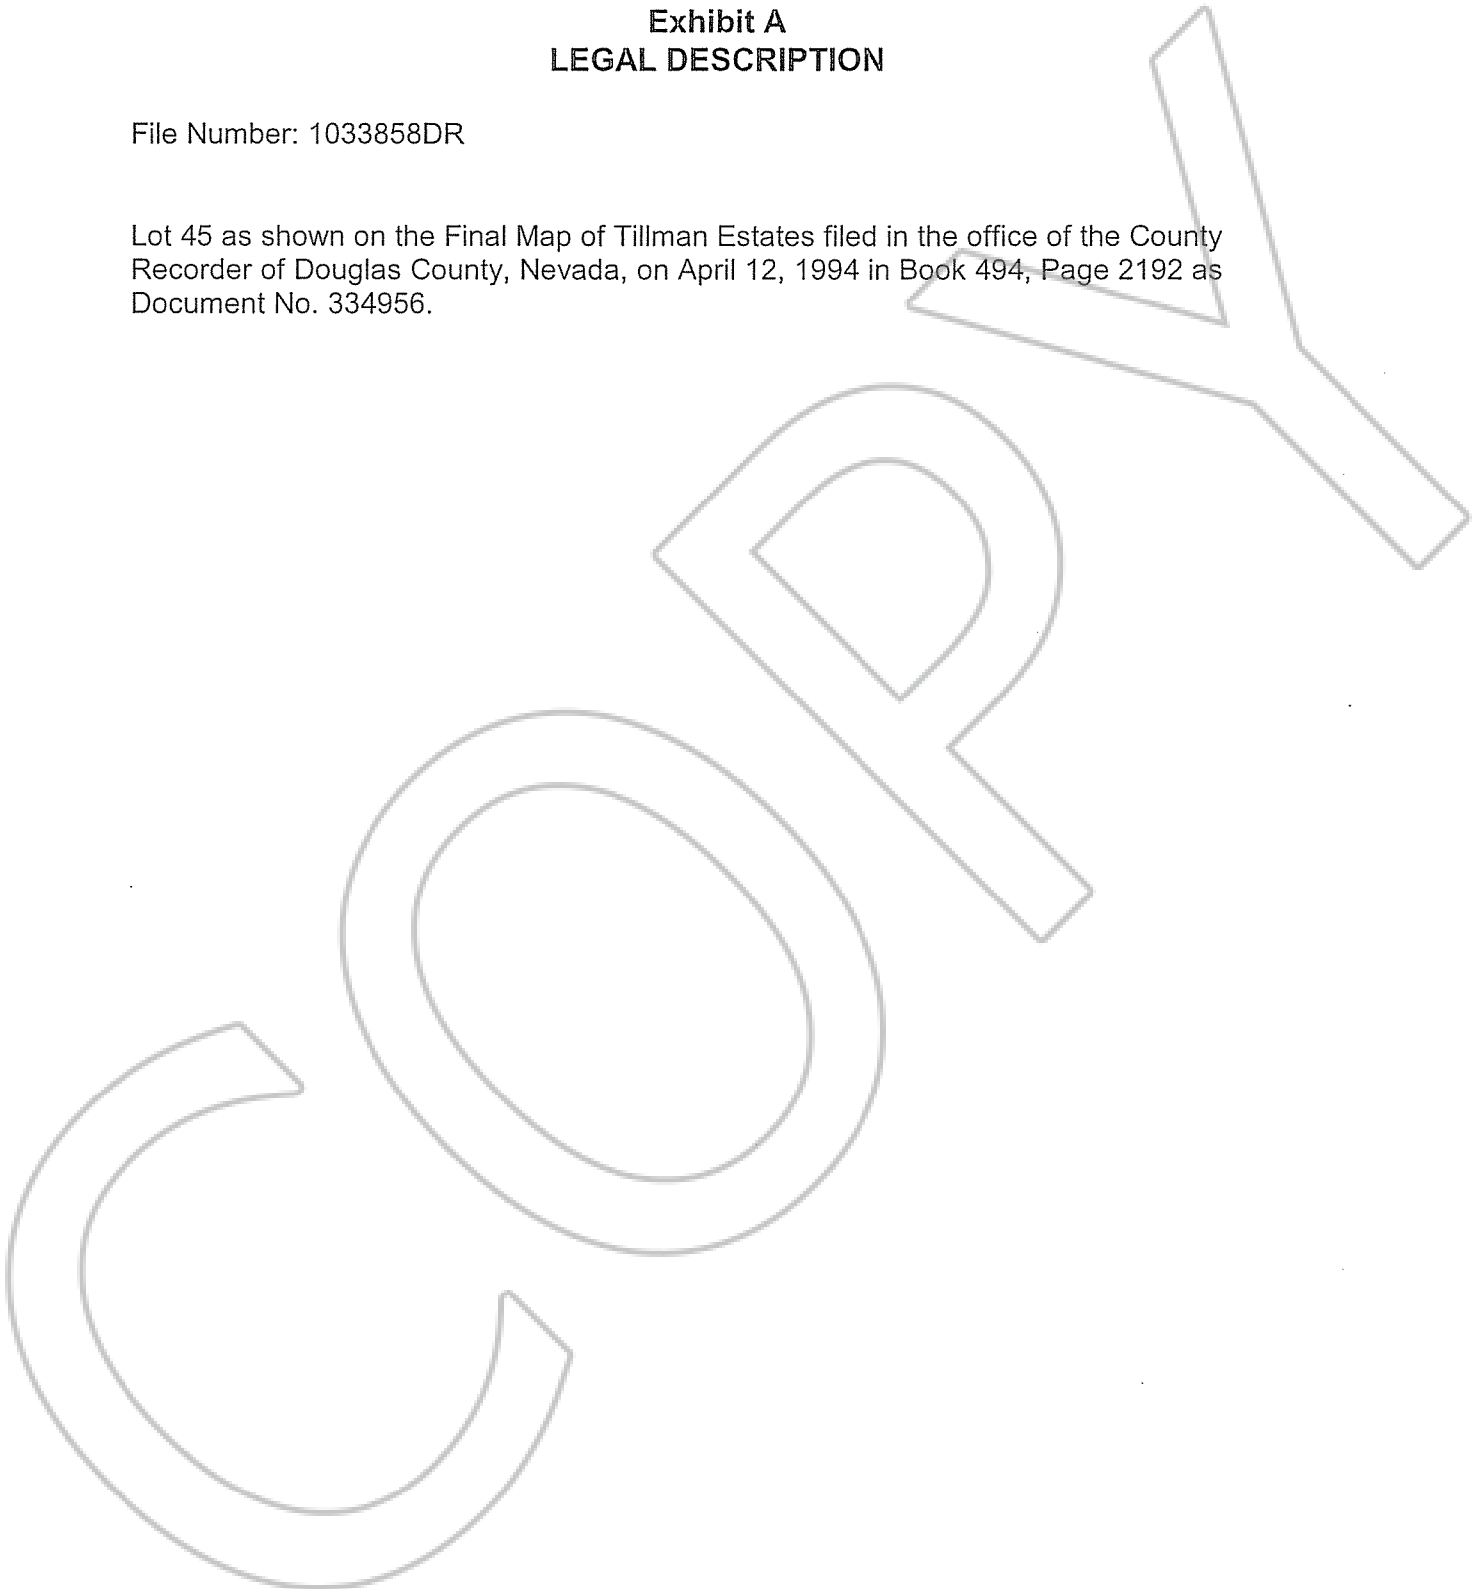 Exhibit A
LEGAL DESCRIPTION
File Number: 1033858DR
Lot 45 as shown on the Final Map of Tillman Estates filed in the office of the County
Recorder of Douglas County, Nevada, on April 12, 1994 in Book 494, Page 2192 as
Document No. 334956.
COPY